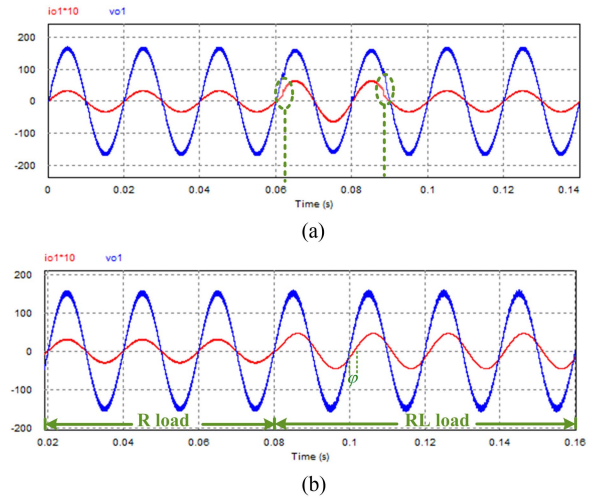 io1*10 vo1
200
100
0
-100
-200
0 0.02 0.04 0.06 0.08 0.1 0.12 0.14
Time (s)
(a)
io1*10 vo1
200
100
0
-100
-200
φ
R load RL load
0.02 0.04 0.06 0.08 0.1 0.12 0.14 0.16
Time (s)
(b)